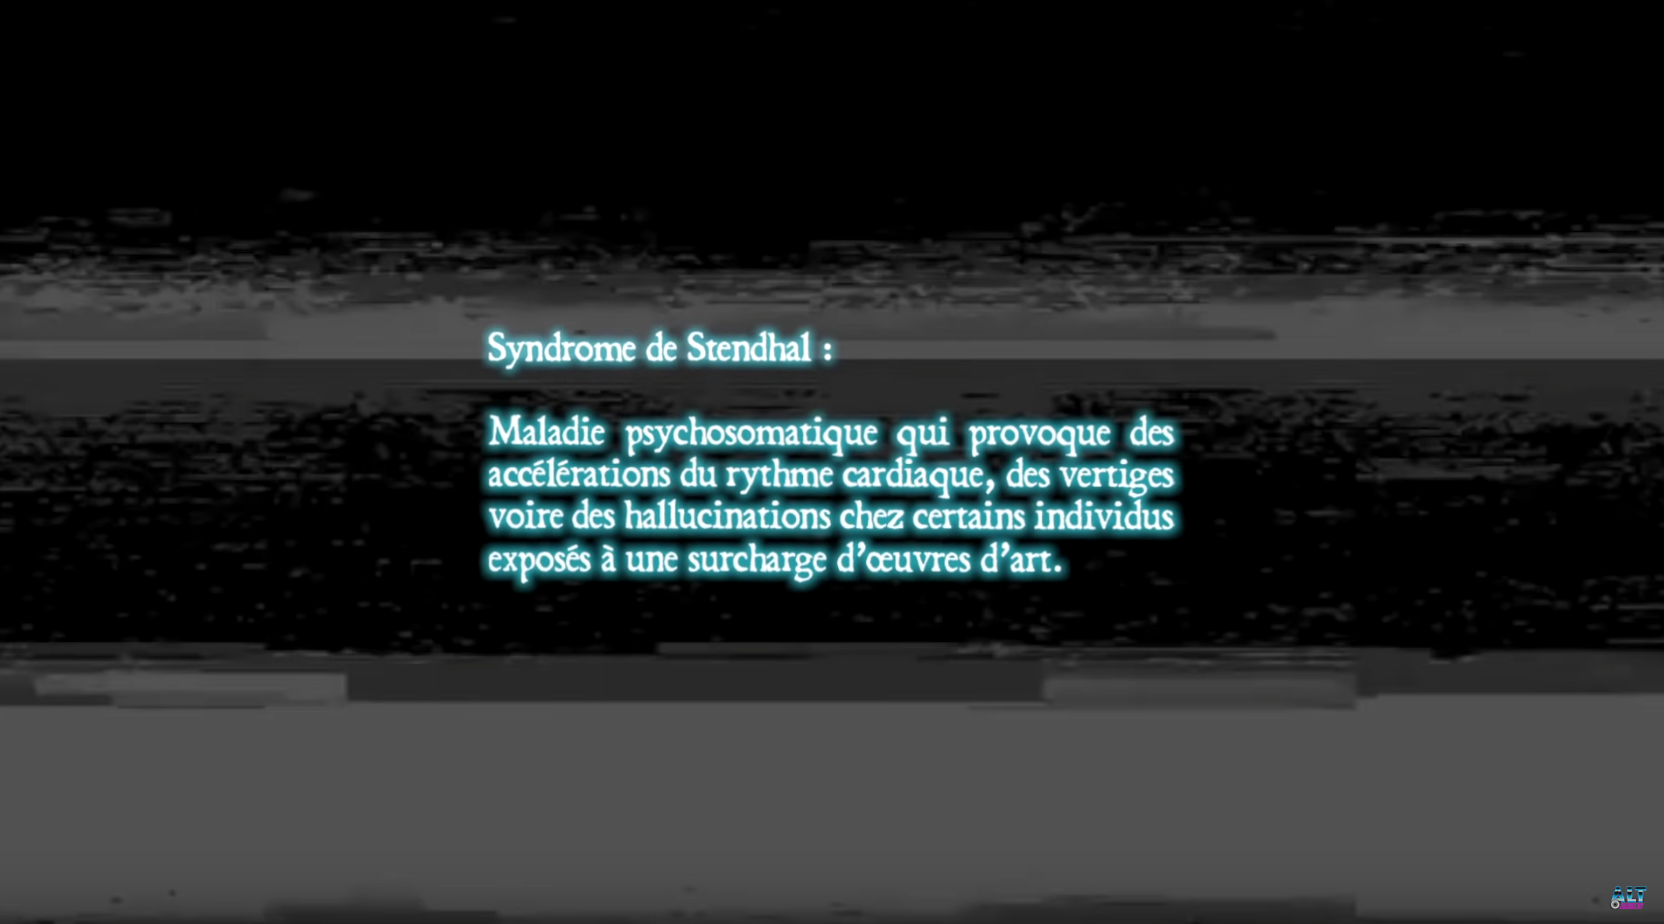 Syndrome de Stendhal :
Maladie psychosomatique qui provoque des
accélérations du rythme cardiaque, des vertiges
voire des hallucinations chez certains individus
exposés à une surcharge d’œuvres d’art.
ALT